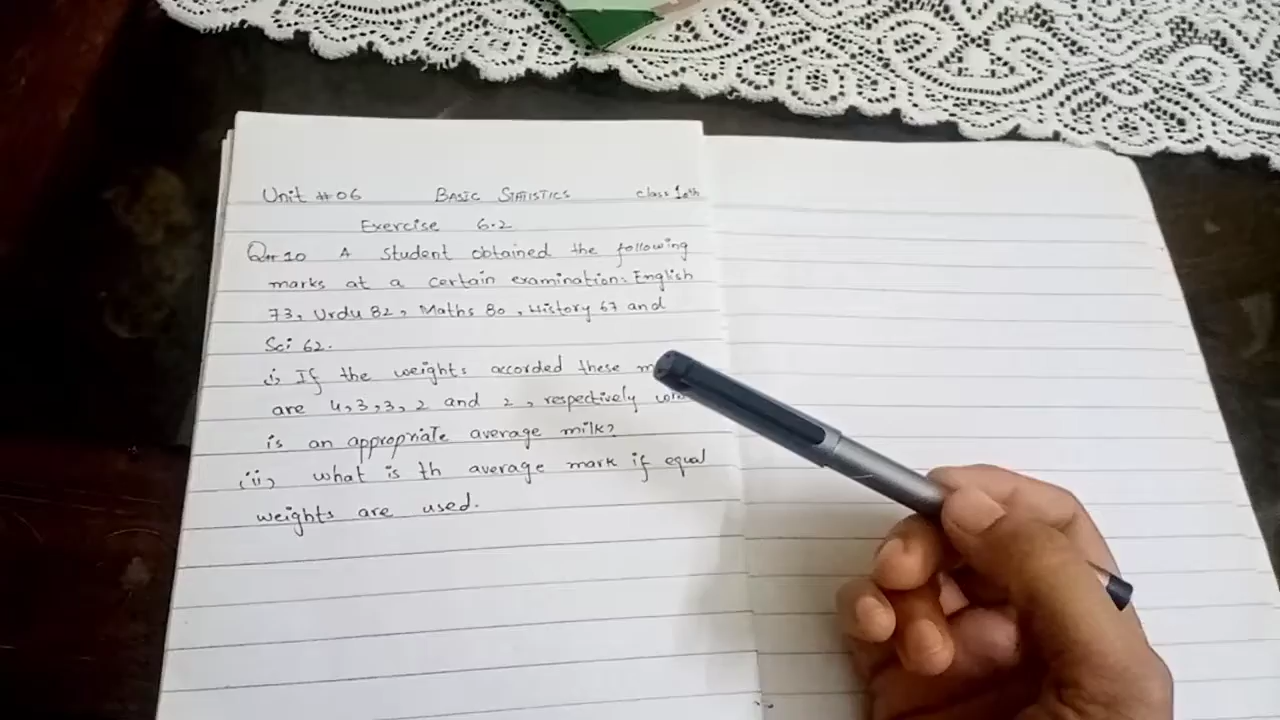 Unit # 06 BASIC STATISTICS class 10th
Exercise 6.2
Q#10 A student obtained the following
marks at a certain examination: English
73, Urdu 82, Maths 80, History 67 and
Sci 62.
i, If the weights accorded these
are 4,3,3,2 and 2, respectively
is an appropriate average milk?
(ii, what is th average mark if equal
weights are used.